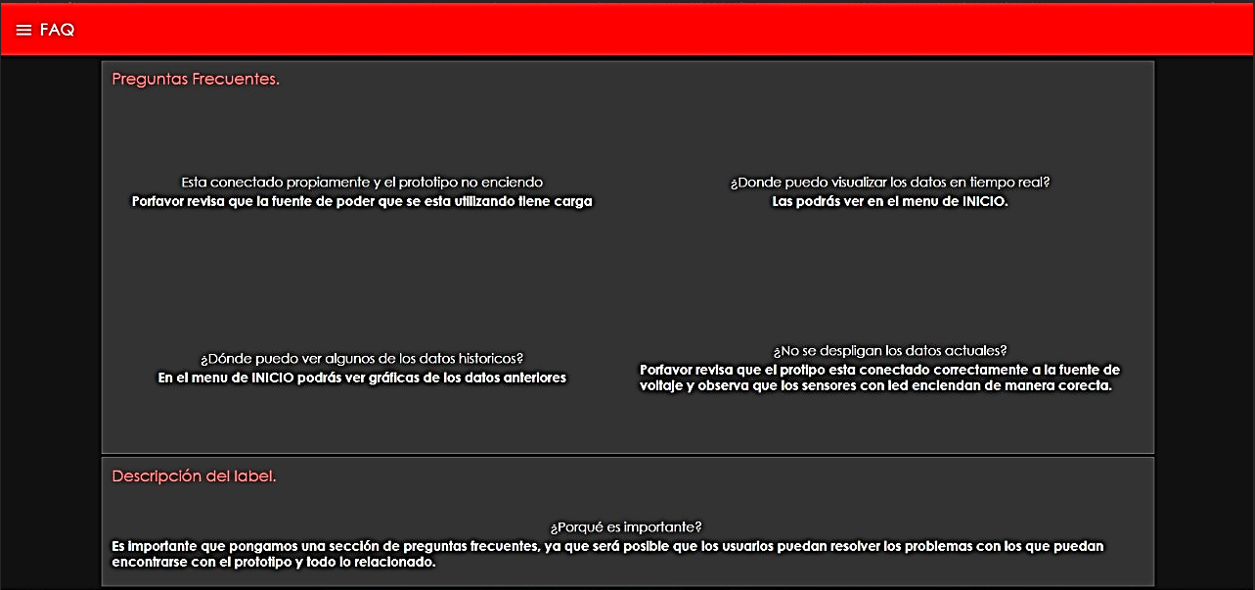 FAQ
Preguntas Frecuentes.
Esta conectado propiamente y el prototipo no enciendo
Porfavor revisa que la fuente de poder que se esta utilizando tiene carga
¿Donde puedo visualizar los datos en tiempo real?
Las podrás ver en el menu de INICIO.
¿Dónde puedo ver algunos de los datos historicos?
En el menu de INICIO podrás ver gráficas de los datos anteriores
¿No se despligan los datos actuales?
Porfavor revisa que el protipo esta conectado correctamente a la fuente de
voltaje y observa que los sensores con led enciendan de manera corecta.
Descripción del label.
¿Porqué es importante?
Es importante que pongamos una sección de preguntas frecuentes, ya que será posible que los usuarios puedan resolver los problemas con los que puedan
encontrarse con el prototipo y todo lo relacionado.